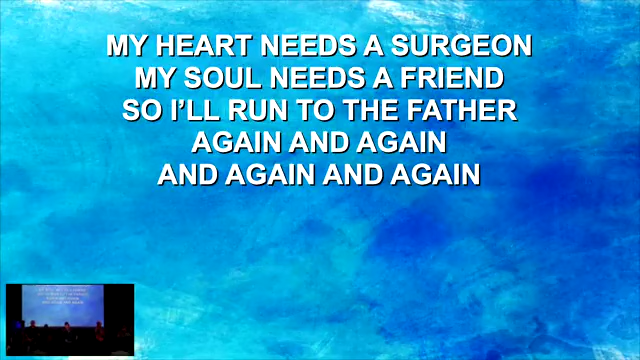 MY HEART NEEDS A SURGEON
MY SOUL NEEDS A FRIEND
SO I’LL RUN TO THE FATHER
AGAIN AND AGAIN
AND AGAIN AND AGAIN